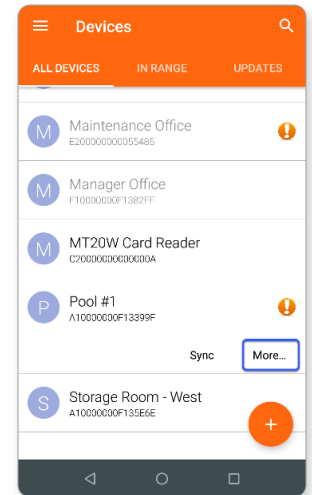 Devices
ALL DEVICES IN RANGE UPDATES
M
Maintenance Office
E200000000055485
M
Manager Office
F10000000F1382FF
M
MT20W Card Reader
C20000000000000A
P
Pool #1
A10000000F13399F
Sync More...
S
Storage Room - West
A10000000F135E6E
+